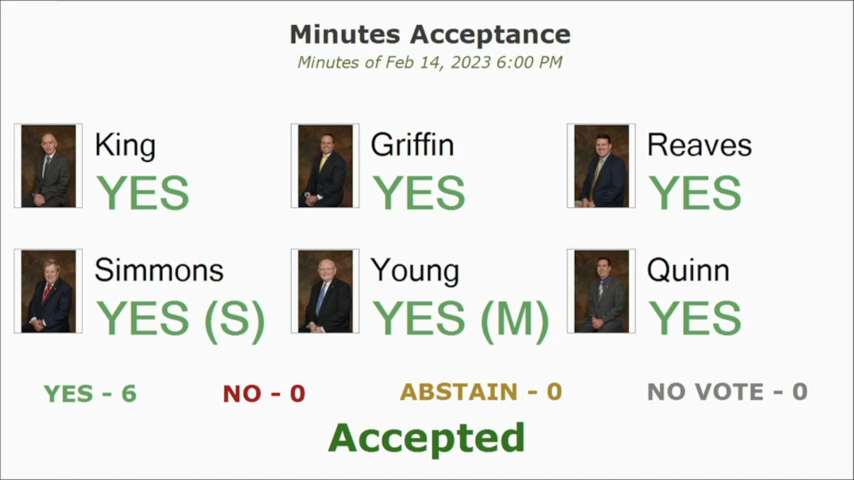 Minutes Acceptance
Minutes of Feb 14, 2023 6:00 PM
King
YES
Griffin
YES
Reaves
YES
Simmons
YES (S)
Young
YES (M)
Quinn
YES
YES - 6
NO - 0
ABSTAIN - 0
NO VOTE - 0
Accepted